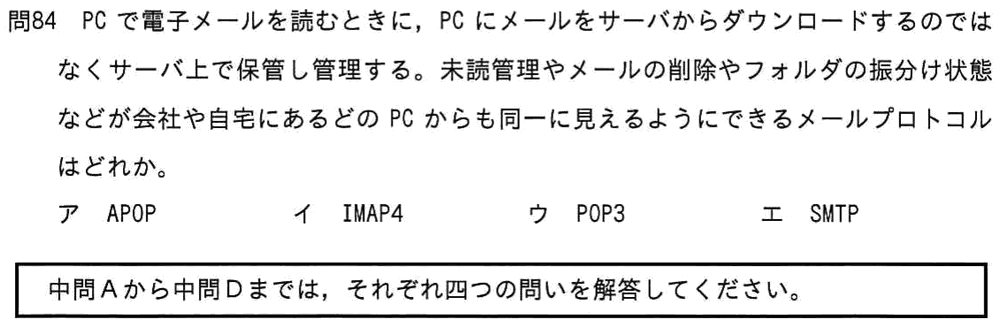 問84　PC で電子メールを読むときに，PC にメールをサーバからダウンロードするのでは
なくサーバ上で保管し管理する。未読管理やメールの削除やフォルダの振分け状態
などが会社や自宅にあるどの PC からも同一に見えるようにできるメールプロトコル
はどれか。
ア　APOP　　イ　IMAP4　　ウ　POP3　　エ　SMTP
中問Ａから中問Ｄまでは，それぞれ四つの問いを解答してください。